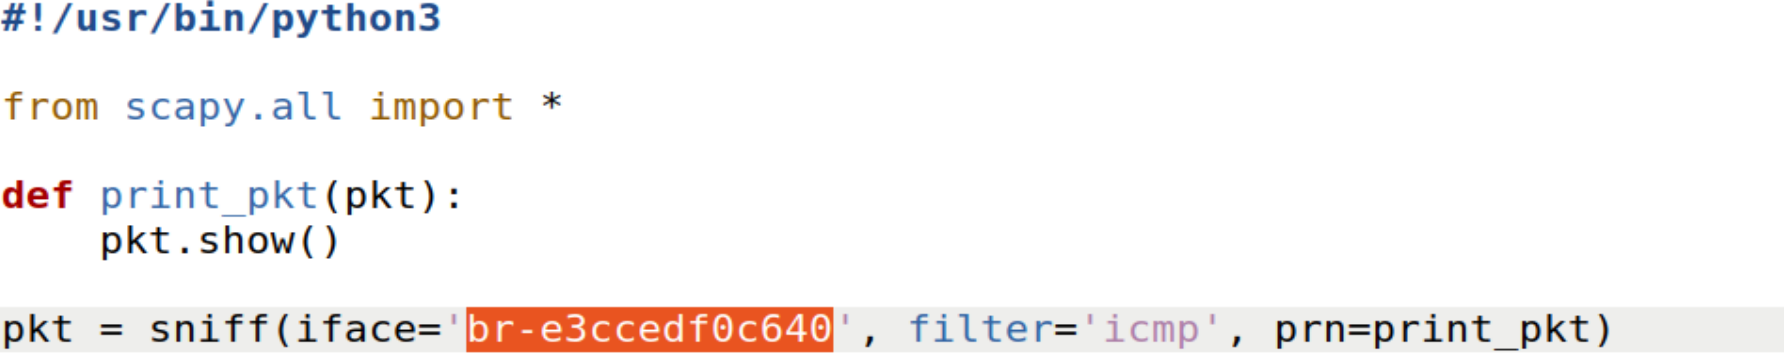 #!/usr/bin/python3
from scapy.all import *
def print_pkt(pkt):
    pkt.show()
pkt = sniff(iface='br-e3ccedf0c640', filter='icmp', prn=print_pkt)